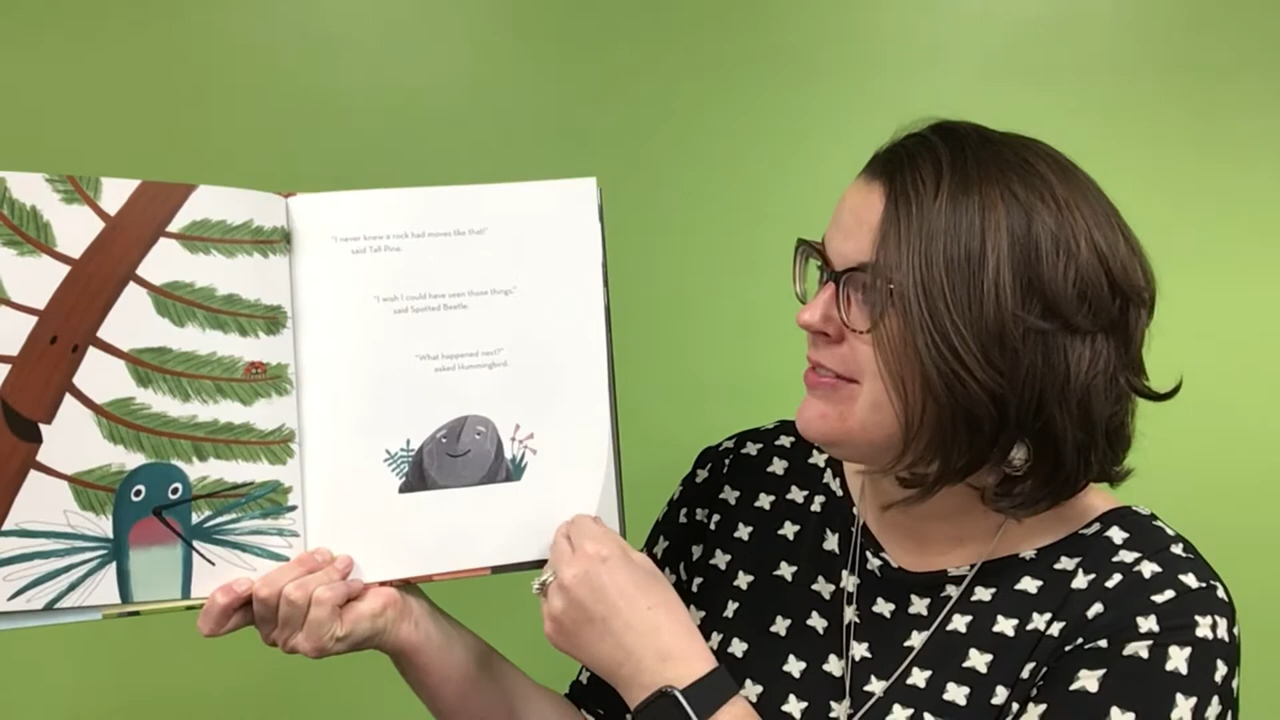 "I never knew a rock had moves like that!"
said Tall Pine.
"I wish I could have seen those things,"
said Spotted Beetle.
"What happened next?"
asked Hummingbird.